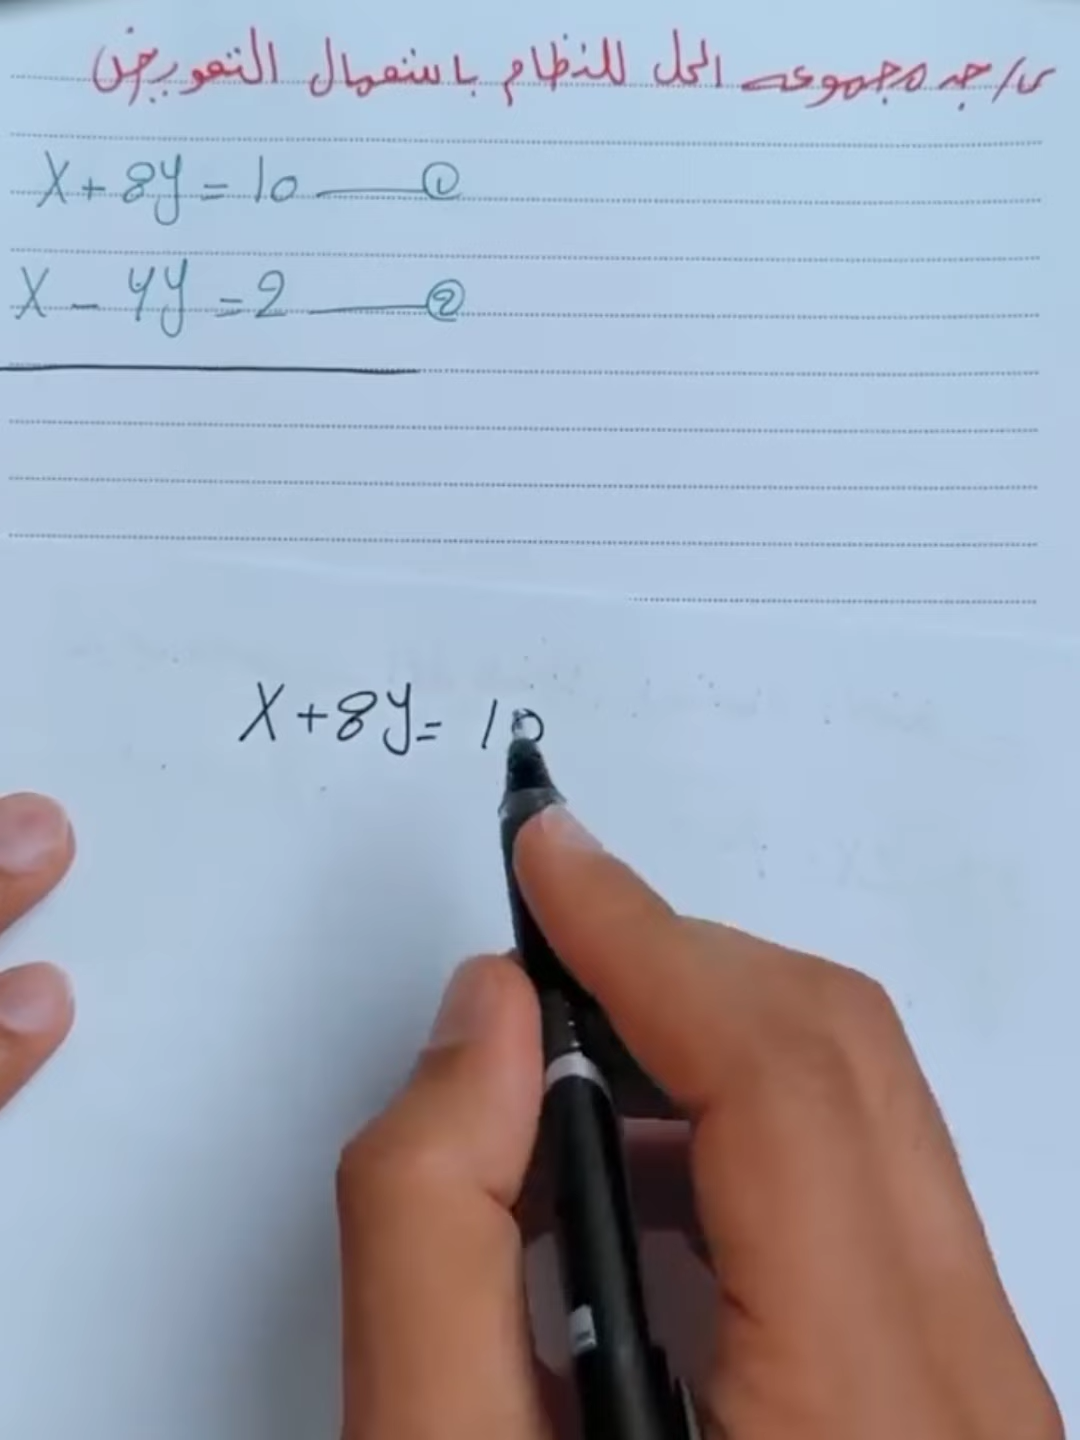 س/ جد مجموعة الحل للنظام باستعمال التعويض
X + 8y = 10 ①
X - 4y = 2 ②
X + 8y = 10